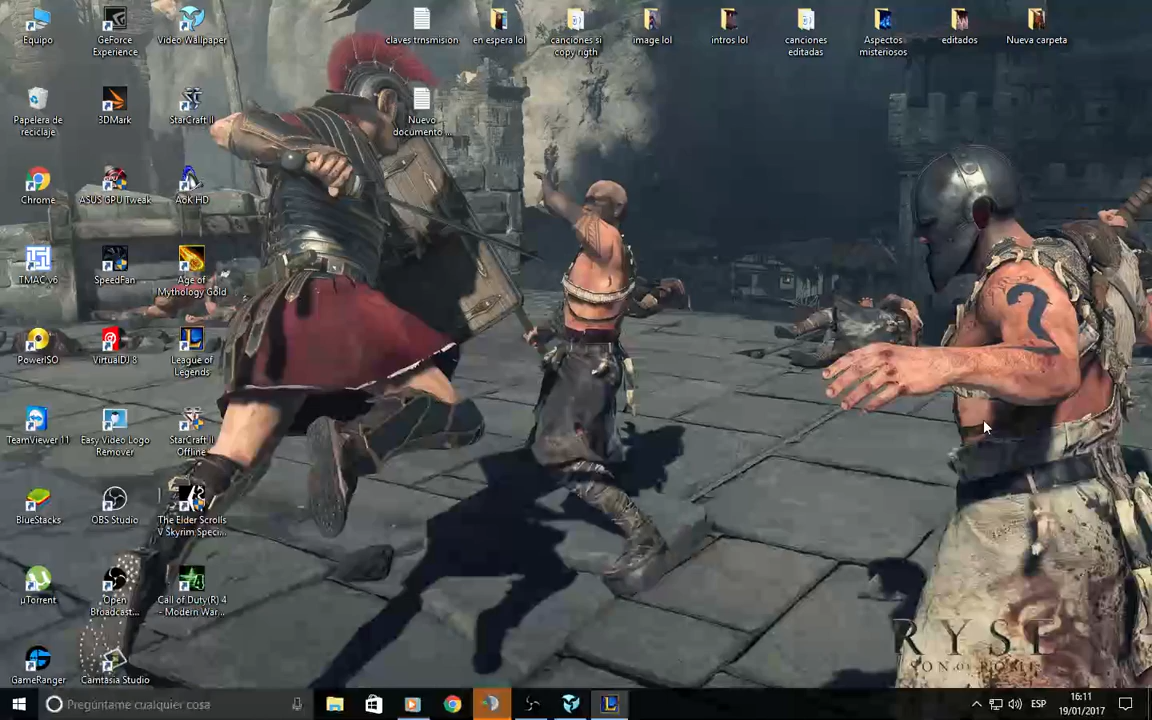 Equipo
GeForce
Experience
Video Wallpaper
claves trnsmision
en espera lol
canciones si
copy rigth
image lol
intros lol
canciones
editadas
Aspectos
misteriosos
editados
Nueva carpeta
Papelera de
reciclaje
3DMark
StarCraft II
Nuevo
documento ...
Chrome
ASUS GPU Tweak
AoK HD
TMAC v6
SpeedFan
Age of
Mythology Gold
PowerISO
VirtualDJ 8
League of
Legends
TeamViewer 11
Easy Video Logo
Remover
StarCraft II
Offline
BlueStacks
OBS Studio
The Elder Scrolls
V Skyrim Speci...
µTorrent
Open
Broadcast...
Call of Duty(R) 4
- Modern War...
GameRanger
Camtasia Studio
RYSE
SON OF ROME
Pregúntame cualquier cosa
ESP
16:11
19/01/2017